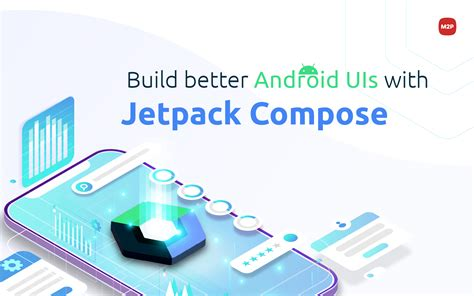 M2P
Build better Android UIs with
Jetpack Compose